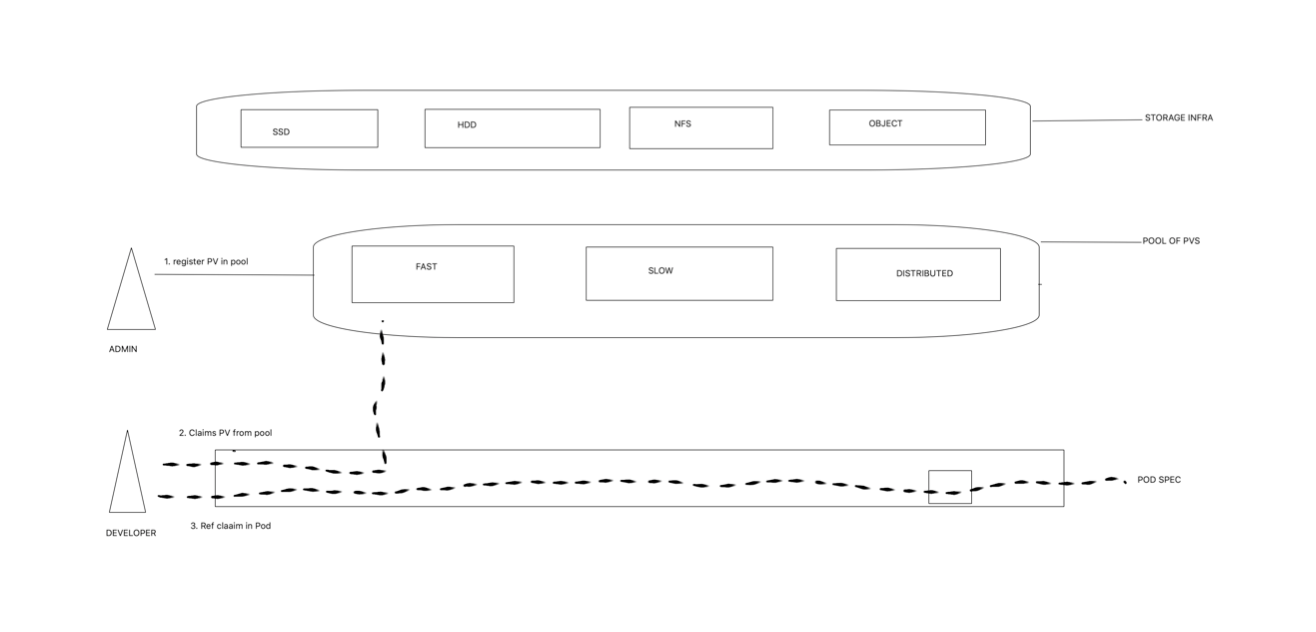 SSD
HDD
NFS
OBJECT
STORAGE INFRA
POOL OF PVS
1. register PV in pool
FAST
SLOW
DISTRIBUTED
ADMIN
2. Claims PV from pool
POD SPEC
3. Ref claaim in Pod
DEVELOPER